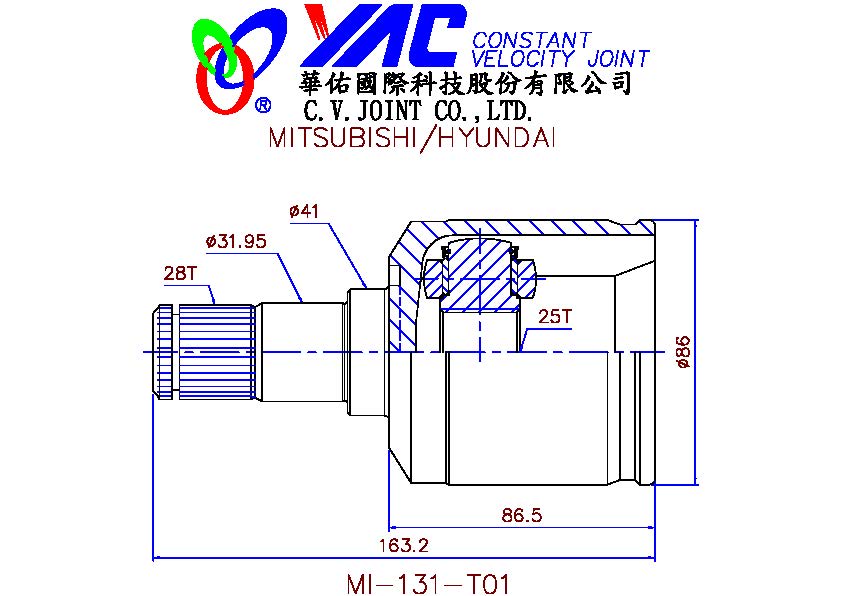 YAC CONSTANT
VELOCITY JOINT
®
華佑國際科技股份有限公司
C.V.JOINT CO.,LTD.
MITSUBISHI/HYUNDAI
ø41
ø31.95
28T
25T
ø86
86.5
163.2
MI-131-T01